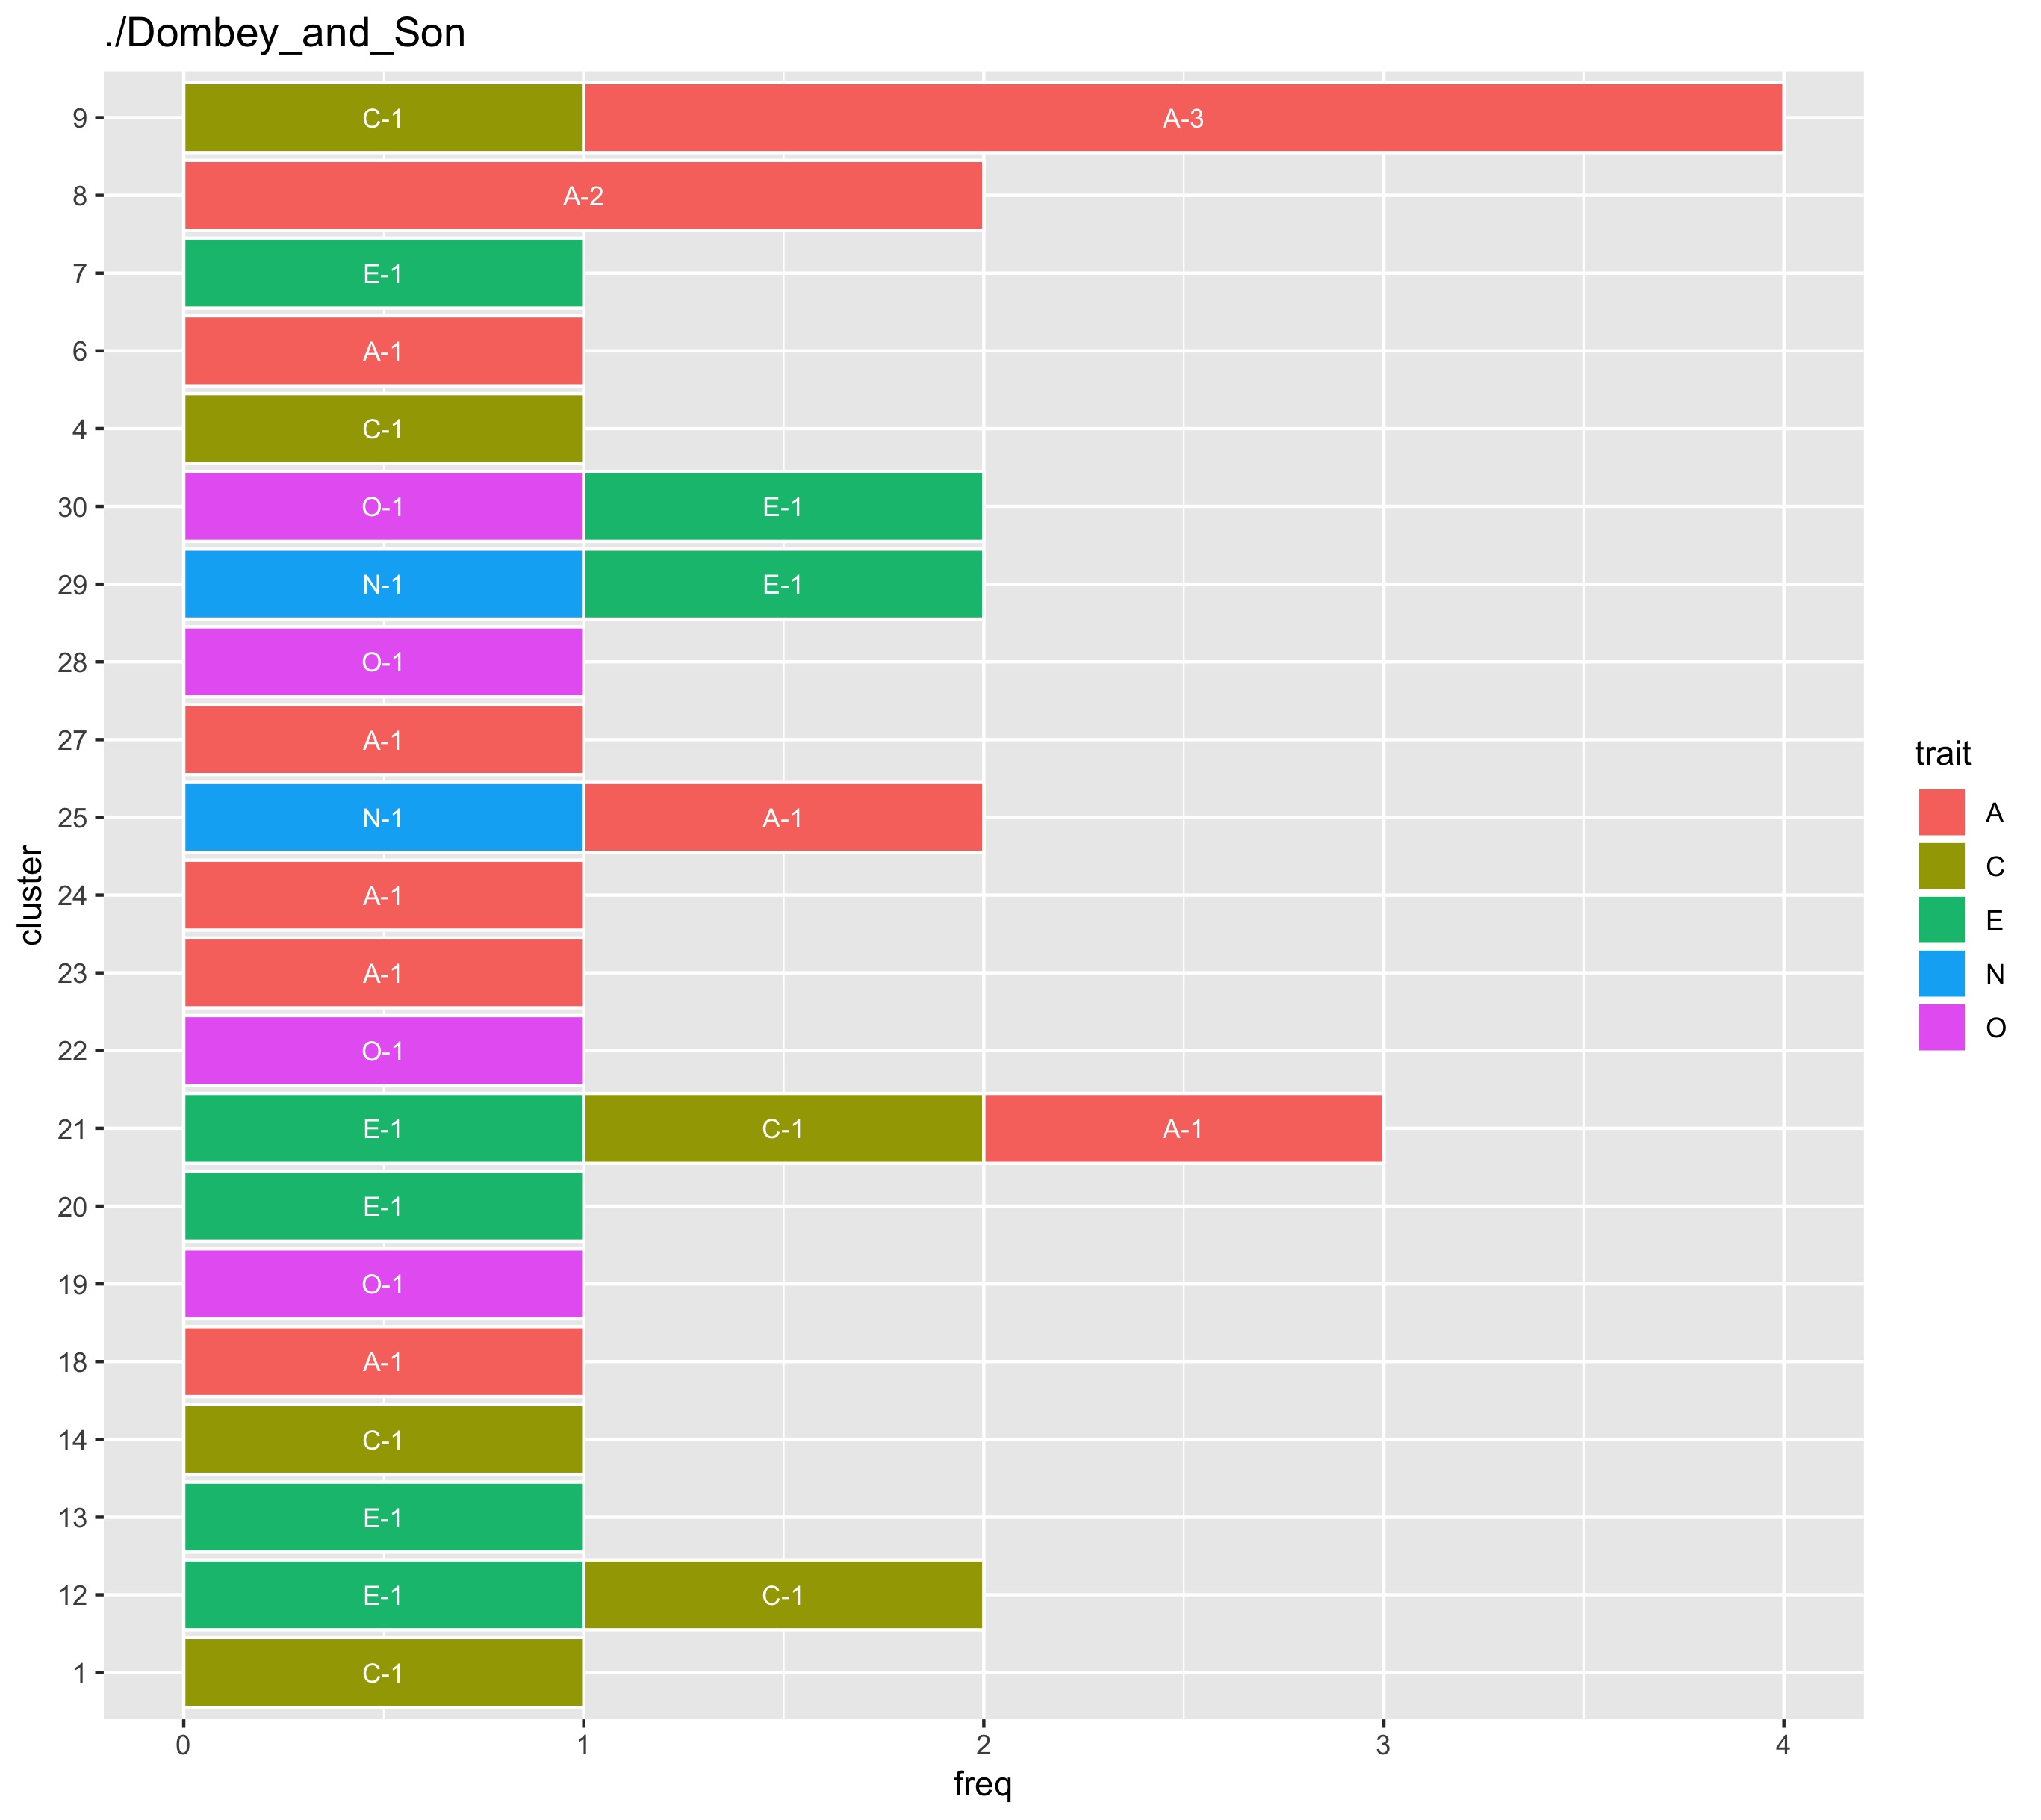 ./Dombey_and_Son
9 C-1 A-3
8 A-2
7 E-1
6 A-1
4 C-1
30 O-1 E-1
29 N-1 E-1
28 O-1
27 A-1
25 N-1 A-1
24 A-1
23 A-1
22 O-1
21 E-1 C-1 A-1
20 E-1
19 O-1
18 A-1
14 C-1
13 E-1
12 E-1 C-1
1 C-1
0 1 2 3 4
freq
cluster
trait
A
C
E
N
O